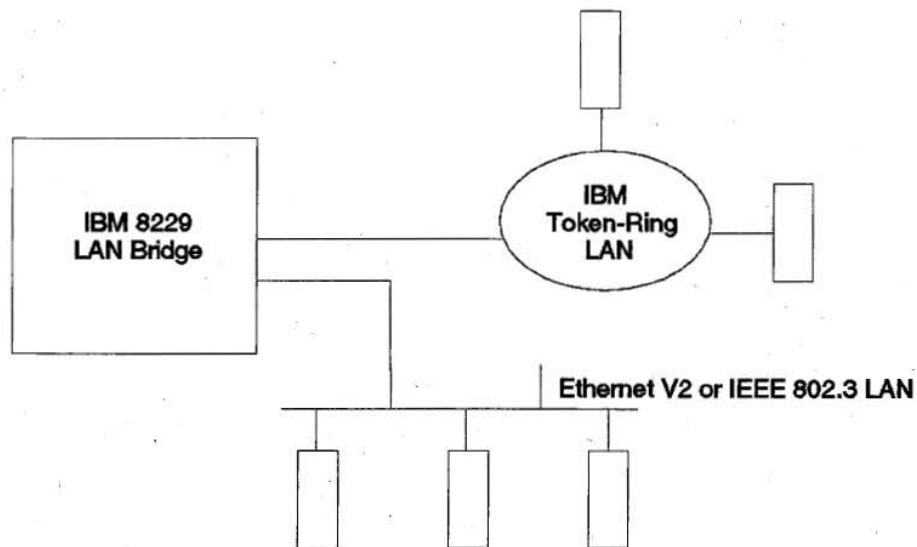 IBM 8229
LAN Bridge
IBM
Token-Ring
LAN
Ethernet V2 or IEEE 802.3 LAN